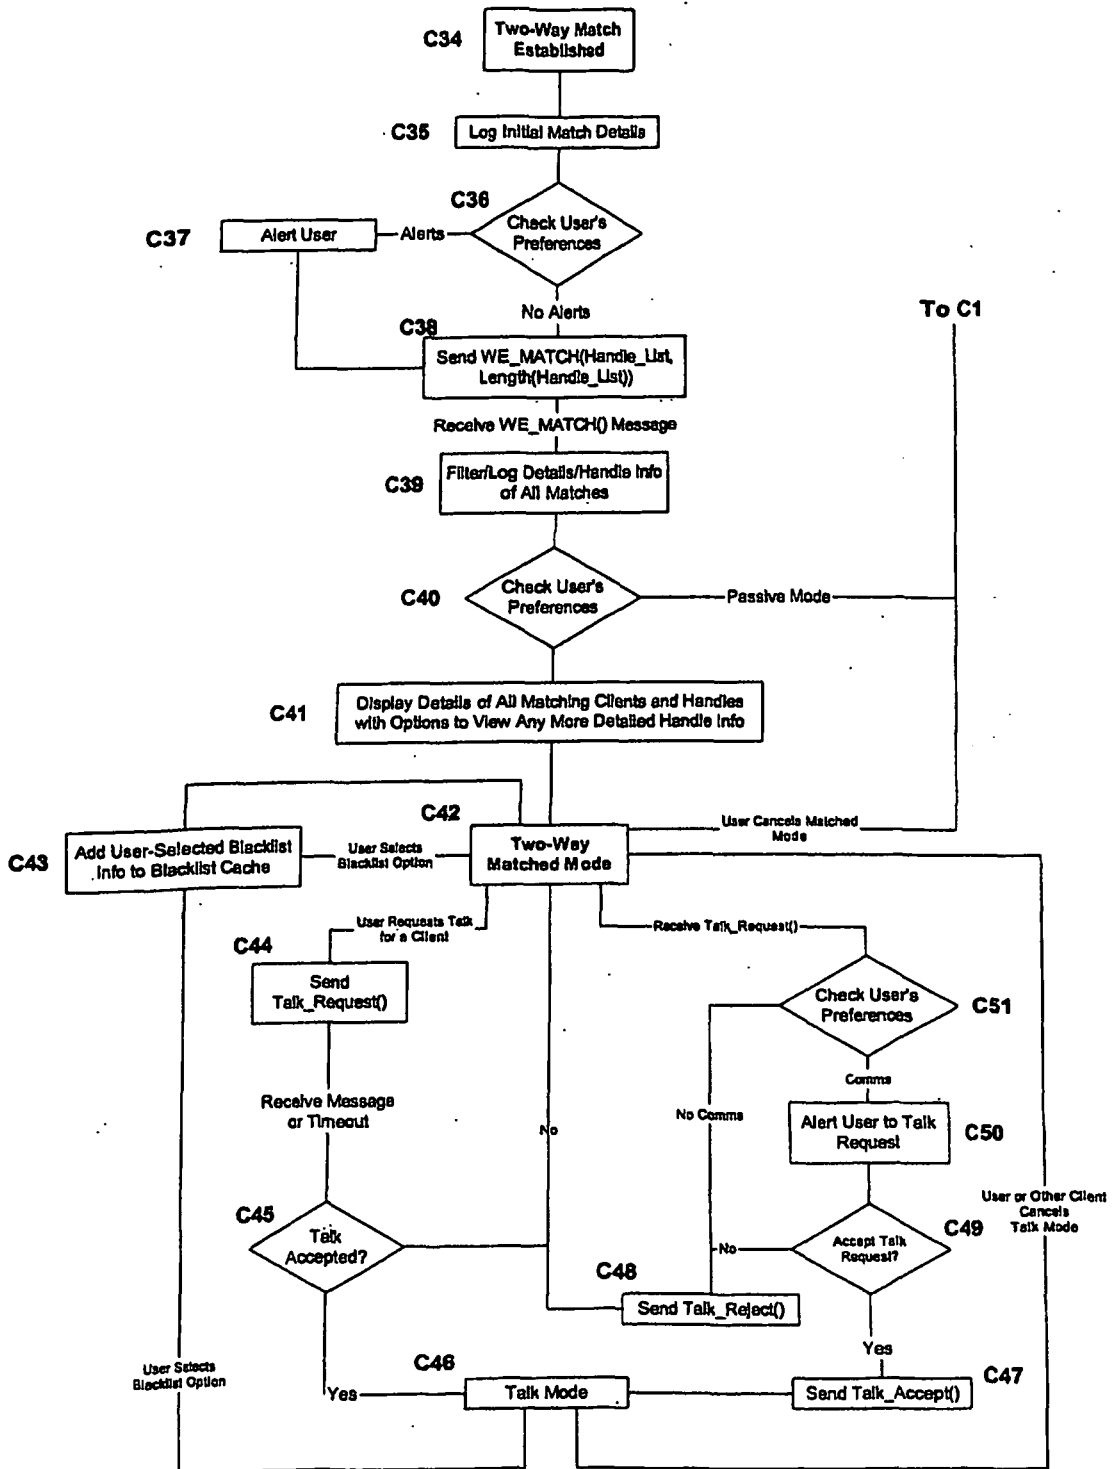 C34
Two-Way Match
Established
C35
Log Initial Match Details
C36
Check User's
Preferences
C37
Alert User
Alerts
No Alerts
To C1
C38
Send WE_MATCH(Handle_List,
Length(Handle_List))
Receive WE_MATCH() Message
C39
Filter/Log Details/Handle Info
of All Matches
C40
Check User's
Preferences
Passive Mode
C41
Display Details of All Matching Clients and Handles
with Options to View Any More Detailed Handle Info
C42
Two-Way
Matched Mode
User Cancels Matched
Mode
C43
Add User-Selected Blacklist
Info to Blacklist Cache
User Selects
Blacklist Option
User Requests Talk
for a Client
Receive Talk_Request()
C44
Send
Talk_Request()
Check User's
Preferences
C51
Comms
Receive Message
or Timeout
No
No Comms
Alert User to Talk
Request
C50
C45
Talk
Accepted?
No
Accept Talk
Request?
C49
User or Other Client
Cancels
Talk Mode
C48
Send Talk_Reject()
Yes
User Selects
Blacklist Option
C46
Yes
Talk Mode
Send Talk_Accept()
C47